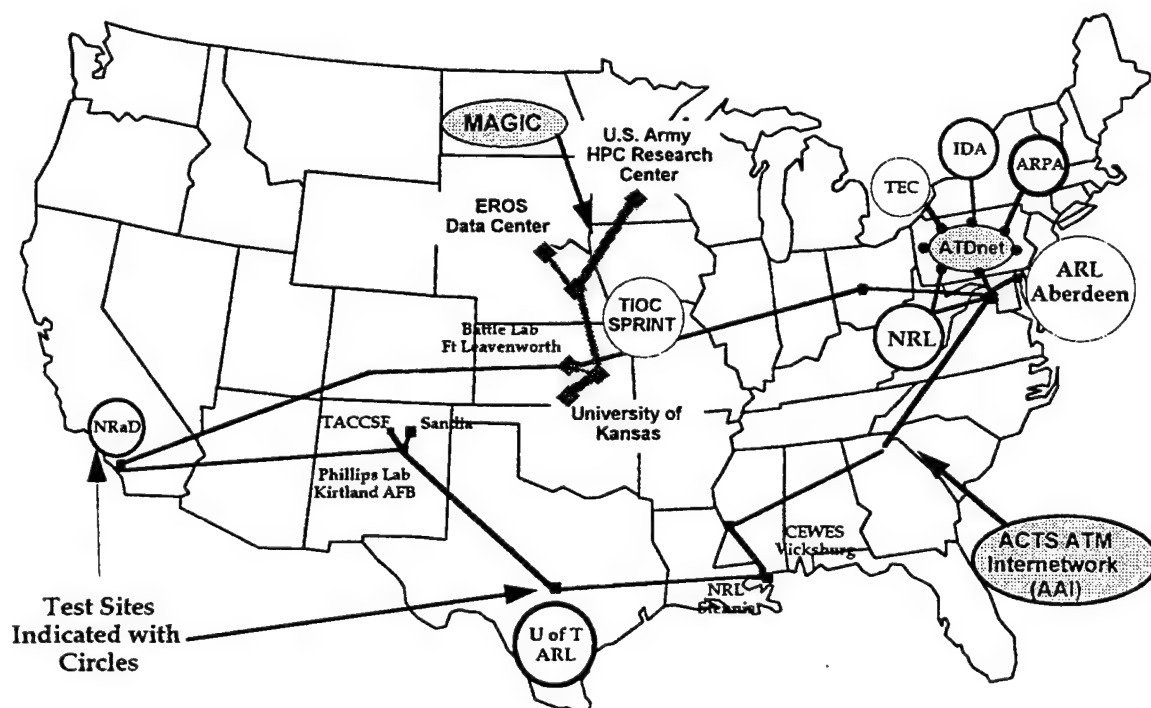 MAGIC
U.S. Army
HPC Research
Center
IDA
ARPA
TEC
EROS
Data Center
ATDnet
ARL
Aberdeen
TIOC
SPRINT
NRL
Battle Lab
Ft Leavenworth
University of
Kansas
NRaD
TACCSF
Sandia
Phillips Lab
Kirtland AFB
CEWES
Vicksburg
ACTS ATM
Internetwork
(AAI)
NRL
Test Sites
Indicated with
Circles
U of T
ARL